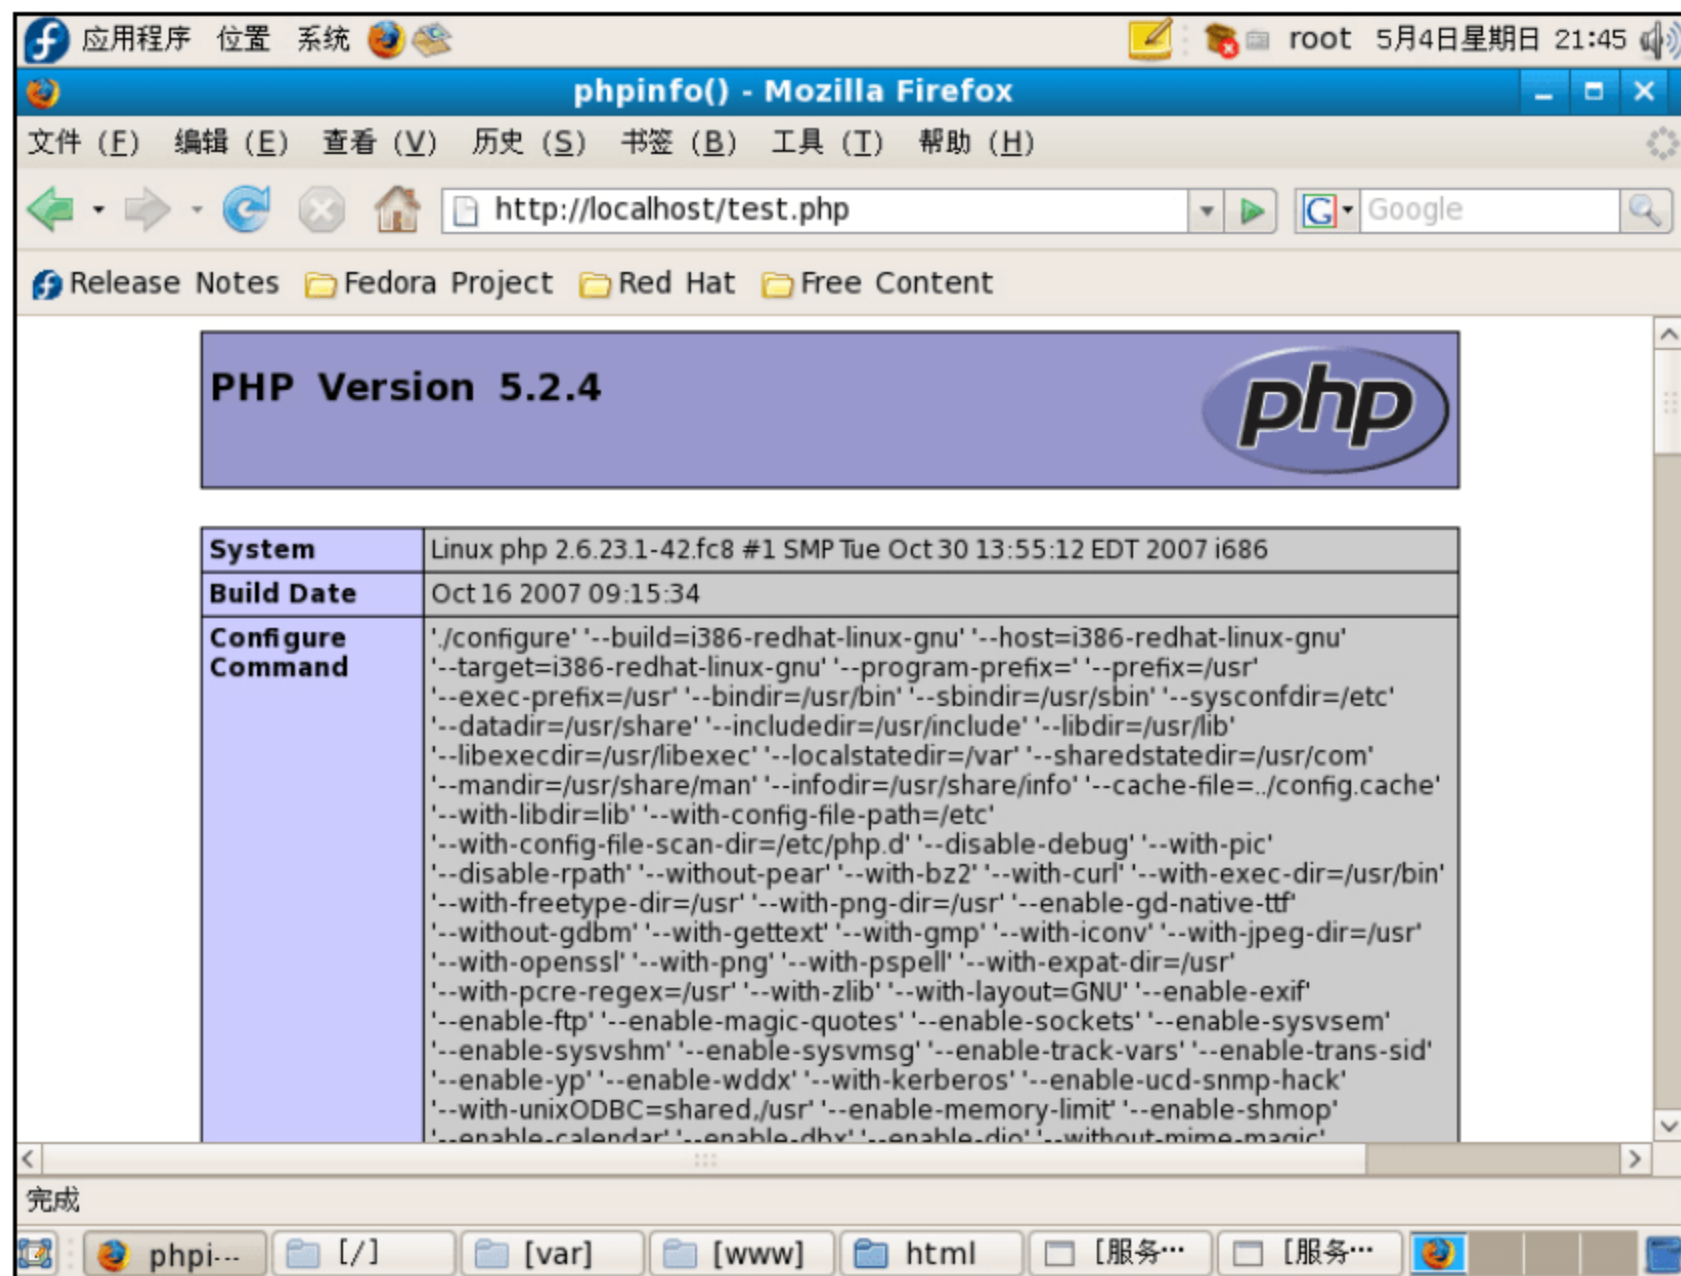 应用程序 位置 系统 root 5月4日星期日 21:45
phpinfo() - Mozilla Firefox
文件 (F) 编辑 (E) 查看 (V) 历史 (S) 书签 (B) 工具 (T) 帮助 (H)
http://localhost/test.php G Google
Release Notes Fedora Project Red Hat Free Content
PHP Version 5.2.4 php
System Linux php 2.6.23.1-42.fc8 #1 SMP Tue Oct 30 13:55:12 EDT 2007 i686
Build Date Oct 16 2007 09:15:34
Configure './configure' '--build=i386-redhat-linux-gnu' '--host=i386-redhat-linux-gnu'
Command '--target=i386-redhat-linux-gnu' '--program-prefix=' '--prefix=/usr'
'--exec-prefix=/usr' '--bindir=/usr/bin' '--sbindir=/usr/sbin' '--sysconfdir=/etc'
'--datadir=/usr/share' '--includedir=/usr/include' '--libdir=/usr/lib'
'--libexecdir=/usr/libexec' '--localstatedir=/var' '--sharedstatedir=/usr/com'
'--mandir=/usr/share/man' '--infodir=/usr/share/info' '--cache-file=../config.cache'
'--with-libdir=lib' '--with-config-file-path=/etc'
'--with-config-file-scan-dir=/etc/php.d' '--disable-debug' '--with-pic'
'--disable-rpath' '--without-pear' '--with-bz2' '--with-curl' '--with-exec-dir=/usr/bin'
'--with-freetype-dir=/usr' '--with-png-dir=/usr' '--enable-gd-native-ttf'
'--without-gdbm' '--with-gettext' '--with-gmp' '--with-iconv' '--with-jpeg-dir=/usr'
'--with-openssl' '--with-png' '--with-pspell' '--with-expat-dir=/usr'
'--with-pcre-regex=/usr' '--with-zlib' '--with-layout=GNU' '--enable-exif'
'--enable-ftp' '--enable-magic-quotes' '--enable-sockets' '--enable-sysvsem'
'--enable-sysvshm' '--enable-sysvmsg' '--enable-track-vars' '--enable-trans-sid'
'--enable-yp' '--enable-wddx' '--with-kerberos' '--enable-ucd-snmp-hack'
'--with-unixODBC=shared,/usr' '--enable-memory-limit' '--enable-shmop'
'--enable-calendar' '--enable-dbx' '--enable-dio' '--without-mime-magic'
完成
phpi... [/] [var] [www] html [服务... [服务...